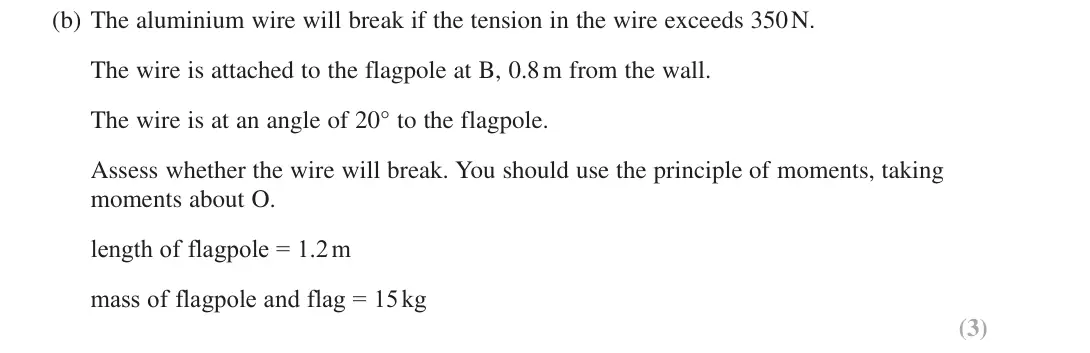 (b) The aluminium wire will break if the tension in the wire exceeds 350 N.
The wire is attached to the flagpole at B, 0.8 m from the wall.
The wire is at an angle of 20° to the flagpole.
Assess whether the wire will break. You should use the principle of moments, taking
moments about O.
length of flagpole = 1.2 m
mass of flagpole and flag = 15 kg
(3)